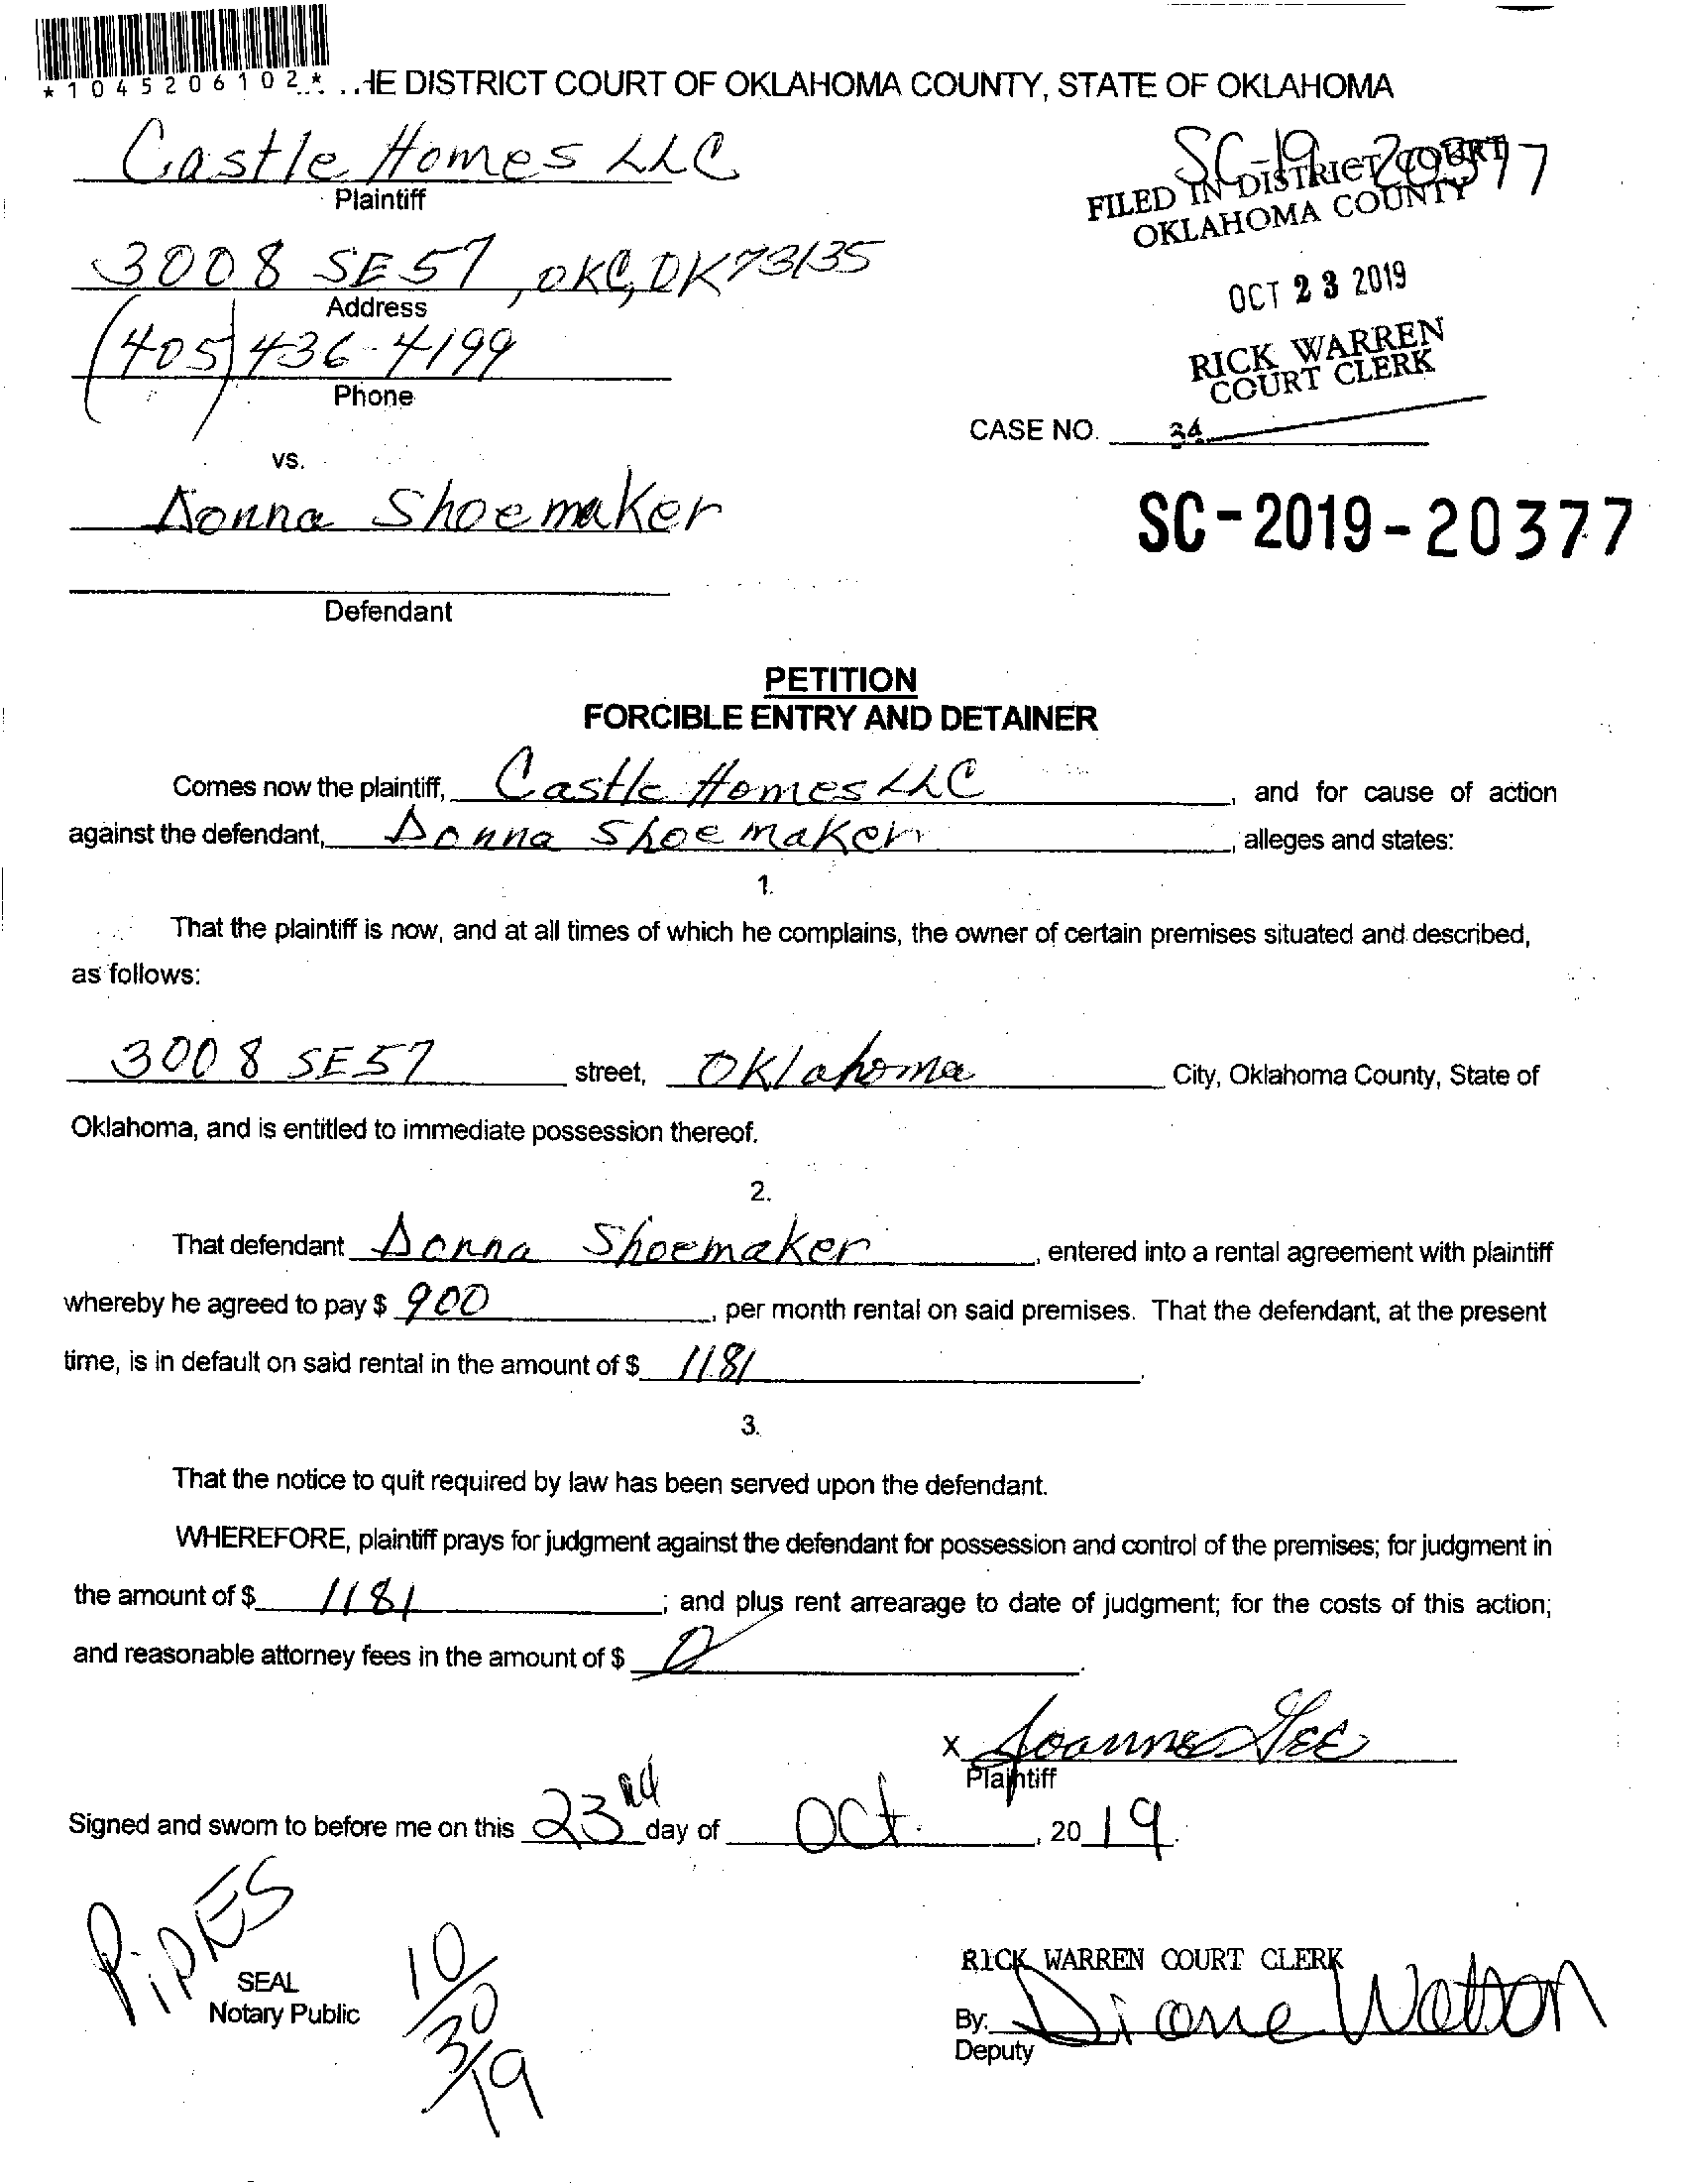 *1045206102*
HE DISTRICT COURT OF OKLAHOMA COUNTY, STATE OF OKLAHOMA
Castle Homes LLC
Plaintiff
SC-19-20377
FILED IN DISTRICT COURT
OKLAHOMA COUNTY
3008 SE 57, OKC, OK 73135
Address
OCT 23 2019
(405) 436-4199
Phone
RICK WARREN
COURT CLERK
CASE NO. 34
vs.
Donna Shoemaker
SC-2019-20377
Defendant
PETITION
FORCIBLE ENTRY AND DETAINER
Comes now the plaintiff, Castle Homes LLC, and for cause of action
against the defendant, Donna Shoemaker, alleges and states:
1.
That the plaintiff is now, and at all times of which he complains, the owner of certain premises situated and described,
as follows:
3008 SE 57 street, Oklahoma City, Oklahoma County, State of
Oklahoma, and is entitled to immediate possession thereof.
2.
That defendant Donna Shoemaker, entered into a rental agreement with plaintiff
whereby he agreed to pay $ 900, per month rental on said premises. That the defendant, at the present
time, is in default on said rental in the amount of $ 1181.
3.
That the notice to quit required by law has been served upon the defendant.
WHEREFORE, plaintiff prays for judgment against the defendant for possession and control of the premises; for judgment in
the amount of $ 1181; and plus rent arrearage to date of judgment; for the costs of this action;
and reasonable attorney fees in the amount of $ 0.
x Joanne Gee
Plaintiff
Signed and sworn to before me on this 23rd day of Oct., 2019.
PiPES
10/30/19
SEAL
Notary Public
RICK WARREN COURT CLERK
By: Diane Watton
Deputy